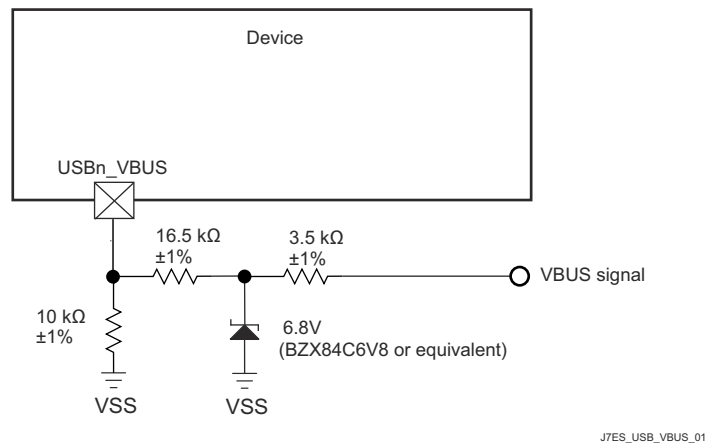 Device
USBn_VBUS
16.5 kΩ
±1%
3.5 kΩ
±1%
VBUS signal
10 kΩ
±1%
6.8V
(BZX84C6V8 or equivalent)
VSS
VSS
J7ES_USB_VBUS_01